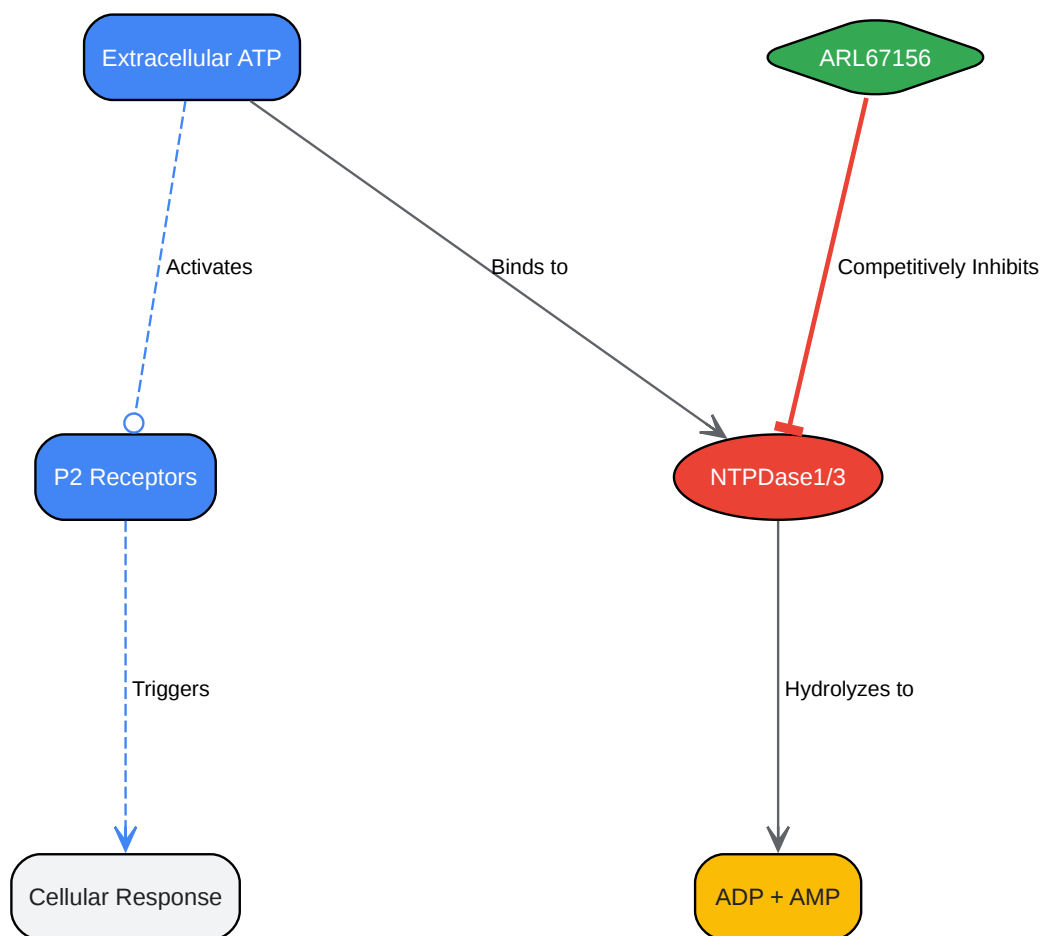 Extracellular ATP
ARL67156
Activates
Binds to
Competitively Inhibits
P2 Receptors
NTPDase1/3
Triggers
Hydrolyzes to
Cellular Response
ADP + AMP